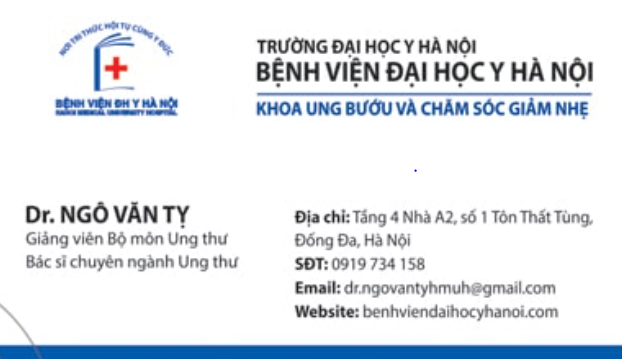 NƠI TRI THỨC HỘI TỤ CÙNG Y ĐỨC
BỆNH VIỆN ĐH Y HÀ NỘI
HANOI MEDICAL UNIVERSITY HOSPITAL
TRƯỜNG ĐẠI HỌC Y HÀ NỘI
BỆNH VIỆN ĐẠI HỌC Y HÀ NỘI
KHOA UNG BƯỚU VÀ CHĂM SÓC GIẢM NHẸ
Dr. NGÔ VĂN TỴ
Giảng viên Bộ môn Ung thư
Bác sĩ chuyên ngành Ung thư
Địa chỉ: Tầng 4 Nhà A2, số 1 Tôn Thất Tùng,
Đống Đa, Hà Nội
SĐT: 0919 734 158
Email: dr.ngovantyhmuh@gmail.com
Website: benhviendaihocyhanoi.com